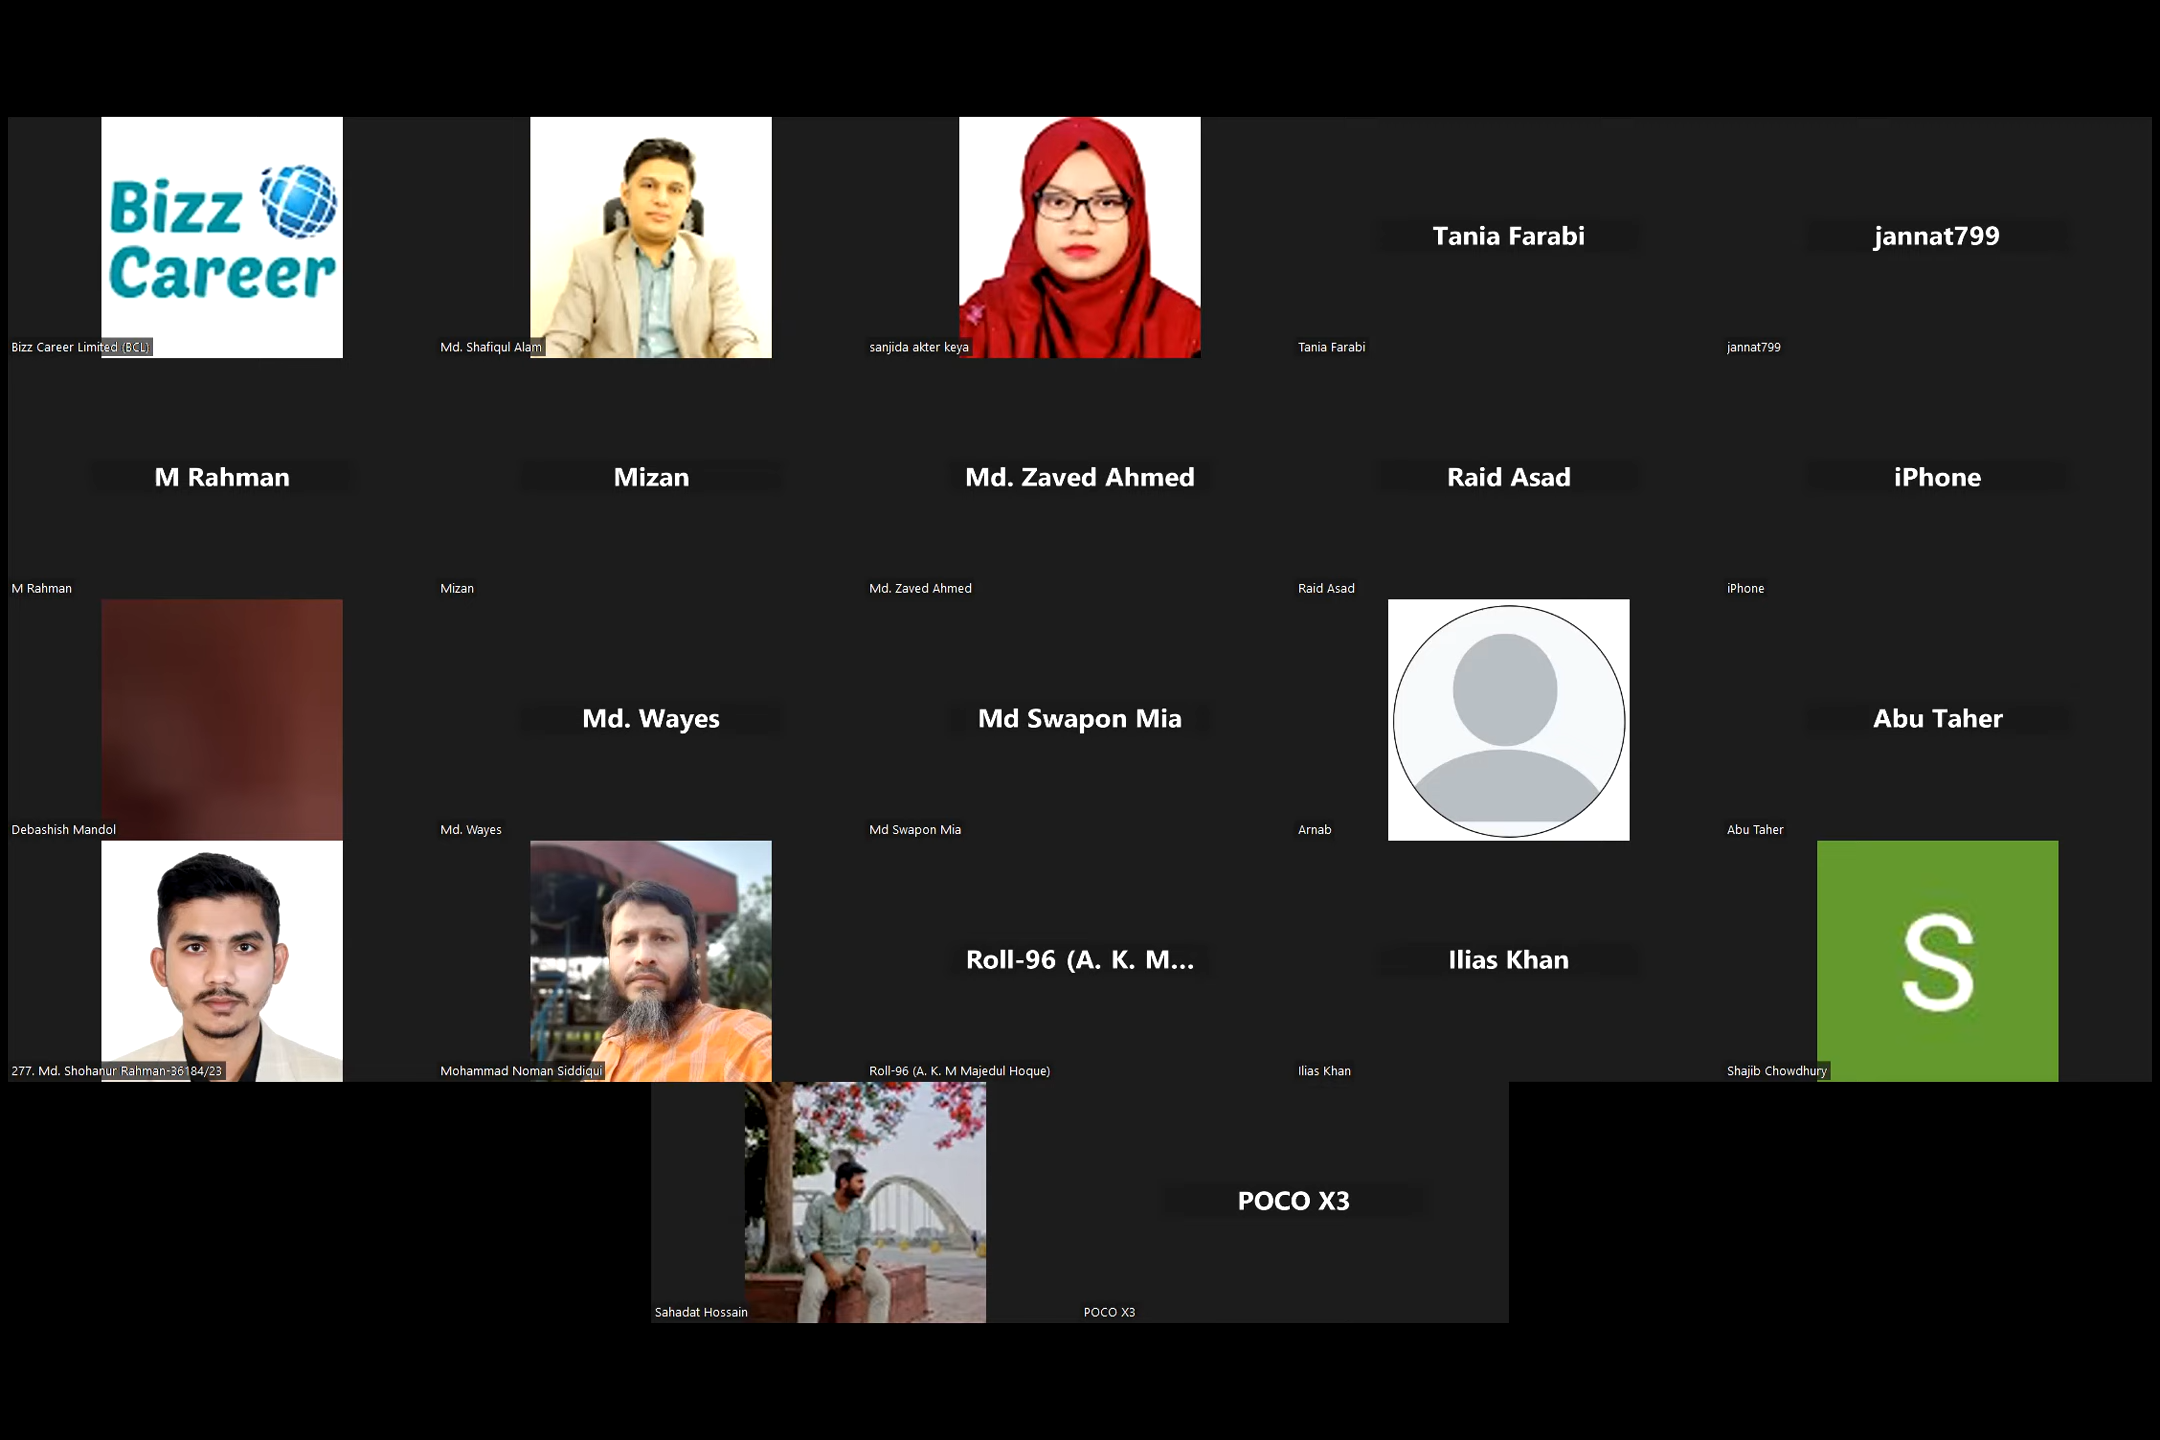 Bizz
Career
Bizz Career Limited (BCL)
Md. Shafiqul Alam
sanjida akter keya
Tania Farabi
Tania Farabi
jannat799
jannat799
M Rahman
M Rahman
Mizan
Mizan
Md. Zaved Ahmed
Md. Zaved Ahmed
Raid Asad
Raid Asad
iPhone
iPhone
Debashish Mandol
Md. Wayes
Md. Wayes
Md Swapon Mia
Md Swapon Mia
Arnab
Abu Taher
Abu Taher
277. Md. Shohanur Rahman-36184/23
Mohammad Noman Siddiqui
Roll-96 (A. K. M...
Roll-96 (A. K. M Majedul Hoque)
Ilias Khan
Ilias Khan
S
Shajib Chowdhury
Sahadat Hossain
POCO X3
POCO X3